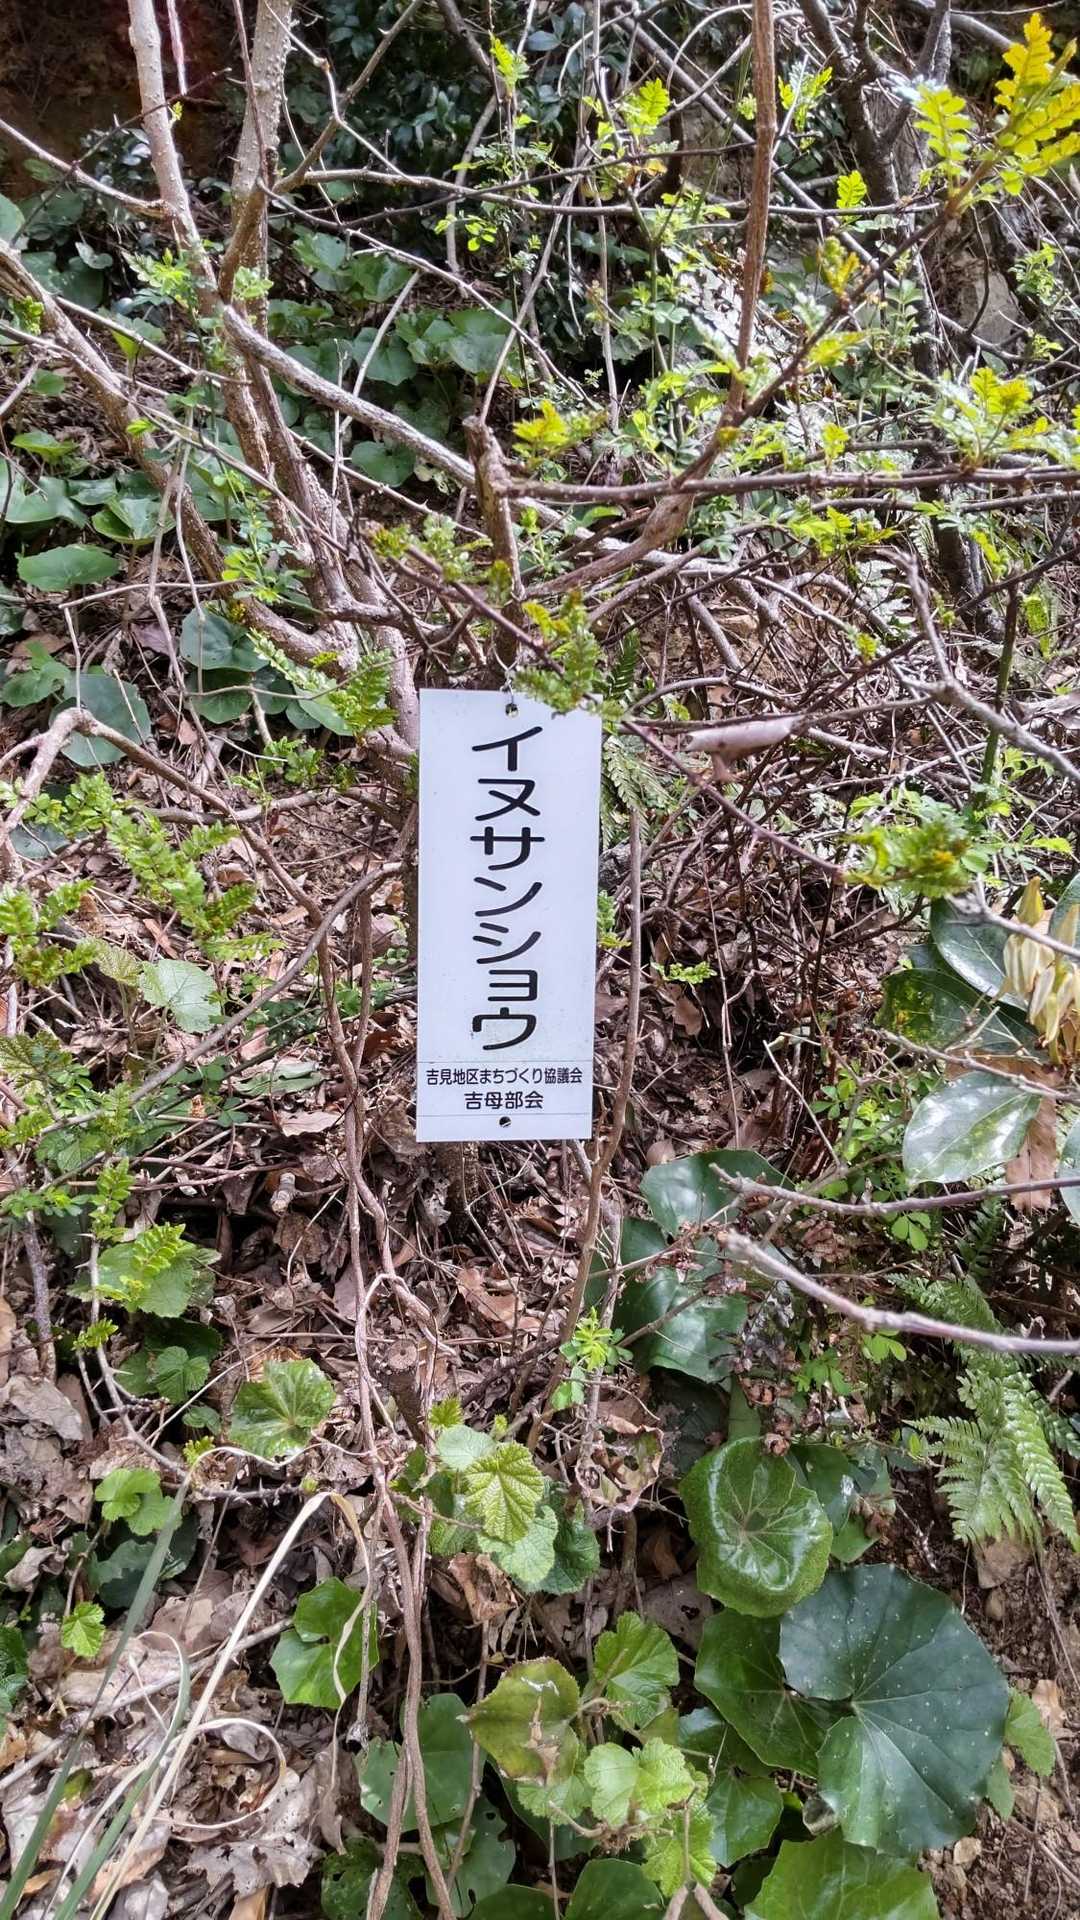 イヌサンショウ
吉見地区まちづくり協議会
吉母部会